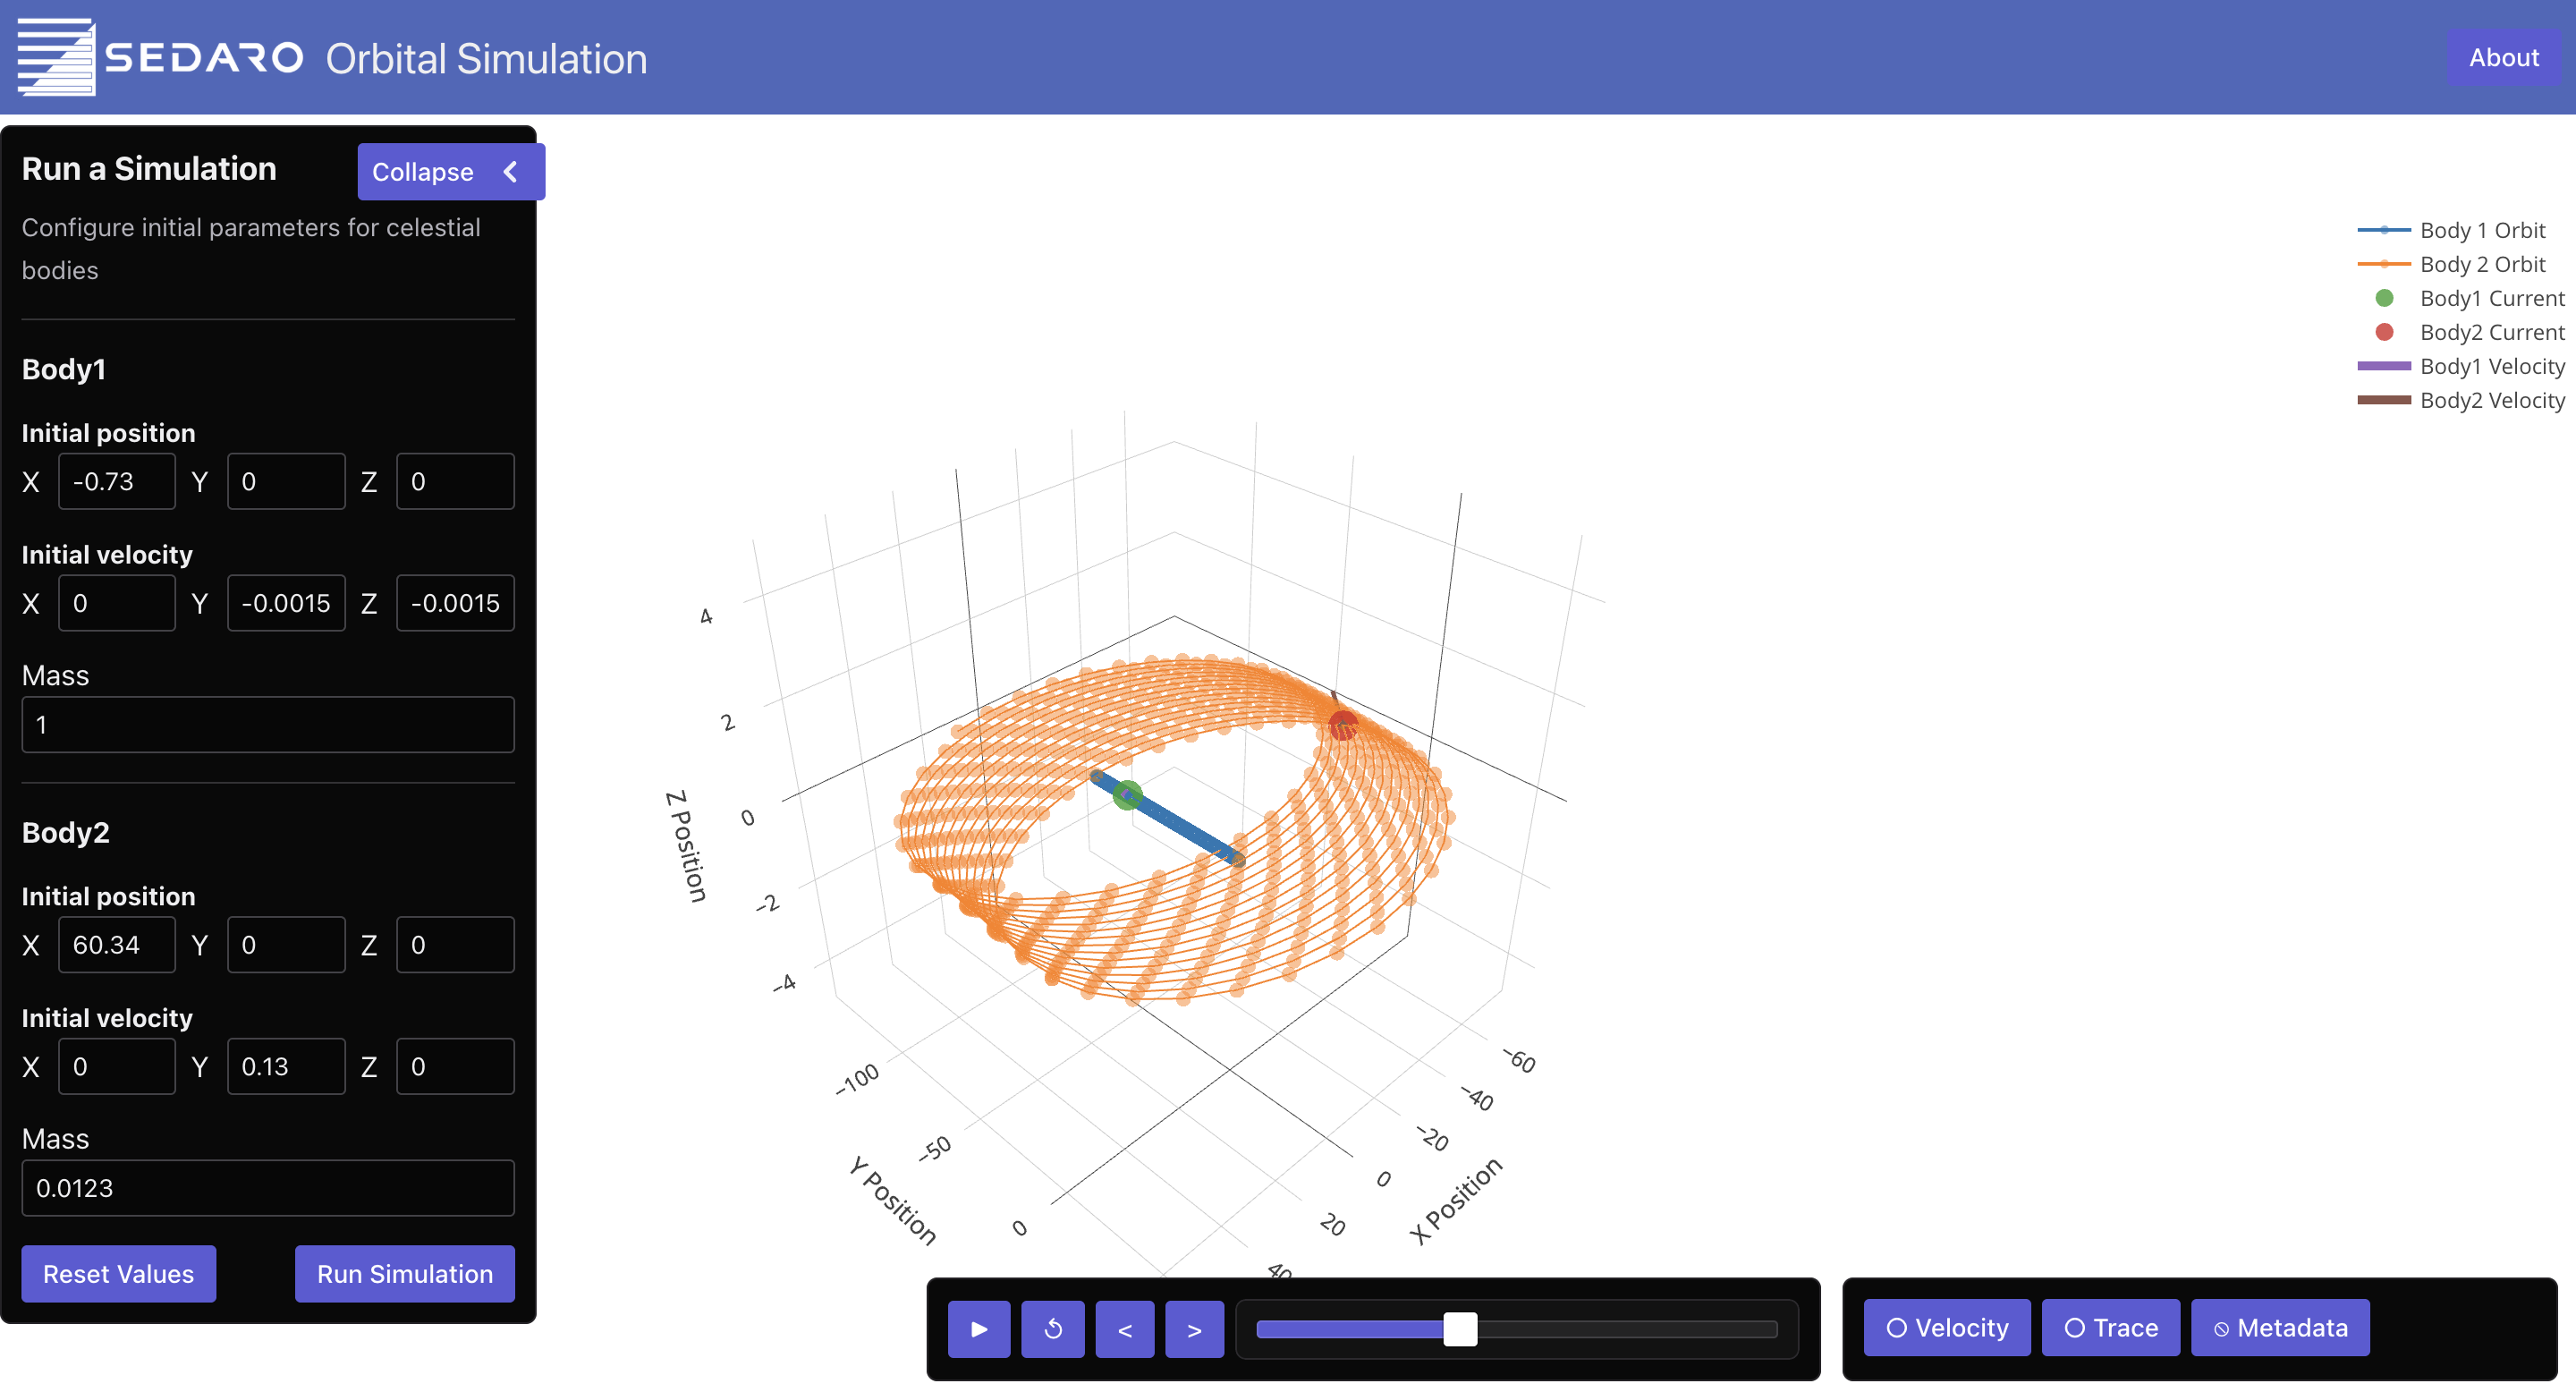 SEDARO Orbital Simulation
About
Run a Simulation
Collapse <
Configure initial parameters for celestial
bodies
Body1
Initial position
X -0.73 Y 0 Z 0
Initial velocity
X 0 Y -0.0015 Z -0.0015
Mass
1
Body2
Initial position
X 60.34 Y 0 Z 0
Initial velocity
X 0 Y 0.13 Z 0
Mass
0.0123
Reset Values Run Simulation
Body 1 Orbit
Body 2 Orbit
Body1 Current
Body2 Current
Body1 Velocity
Body2 Velocity
4
2
0
−2
−4
Z Position
−100
−50
0
Y Position
−60
−40
−20
0
20
40
X Position
< >
Velocity Trace Metadata